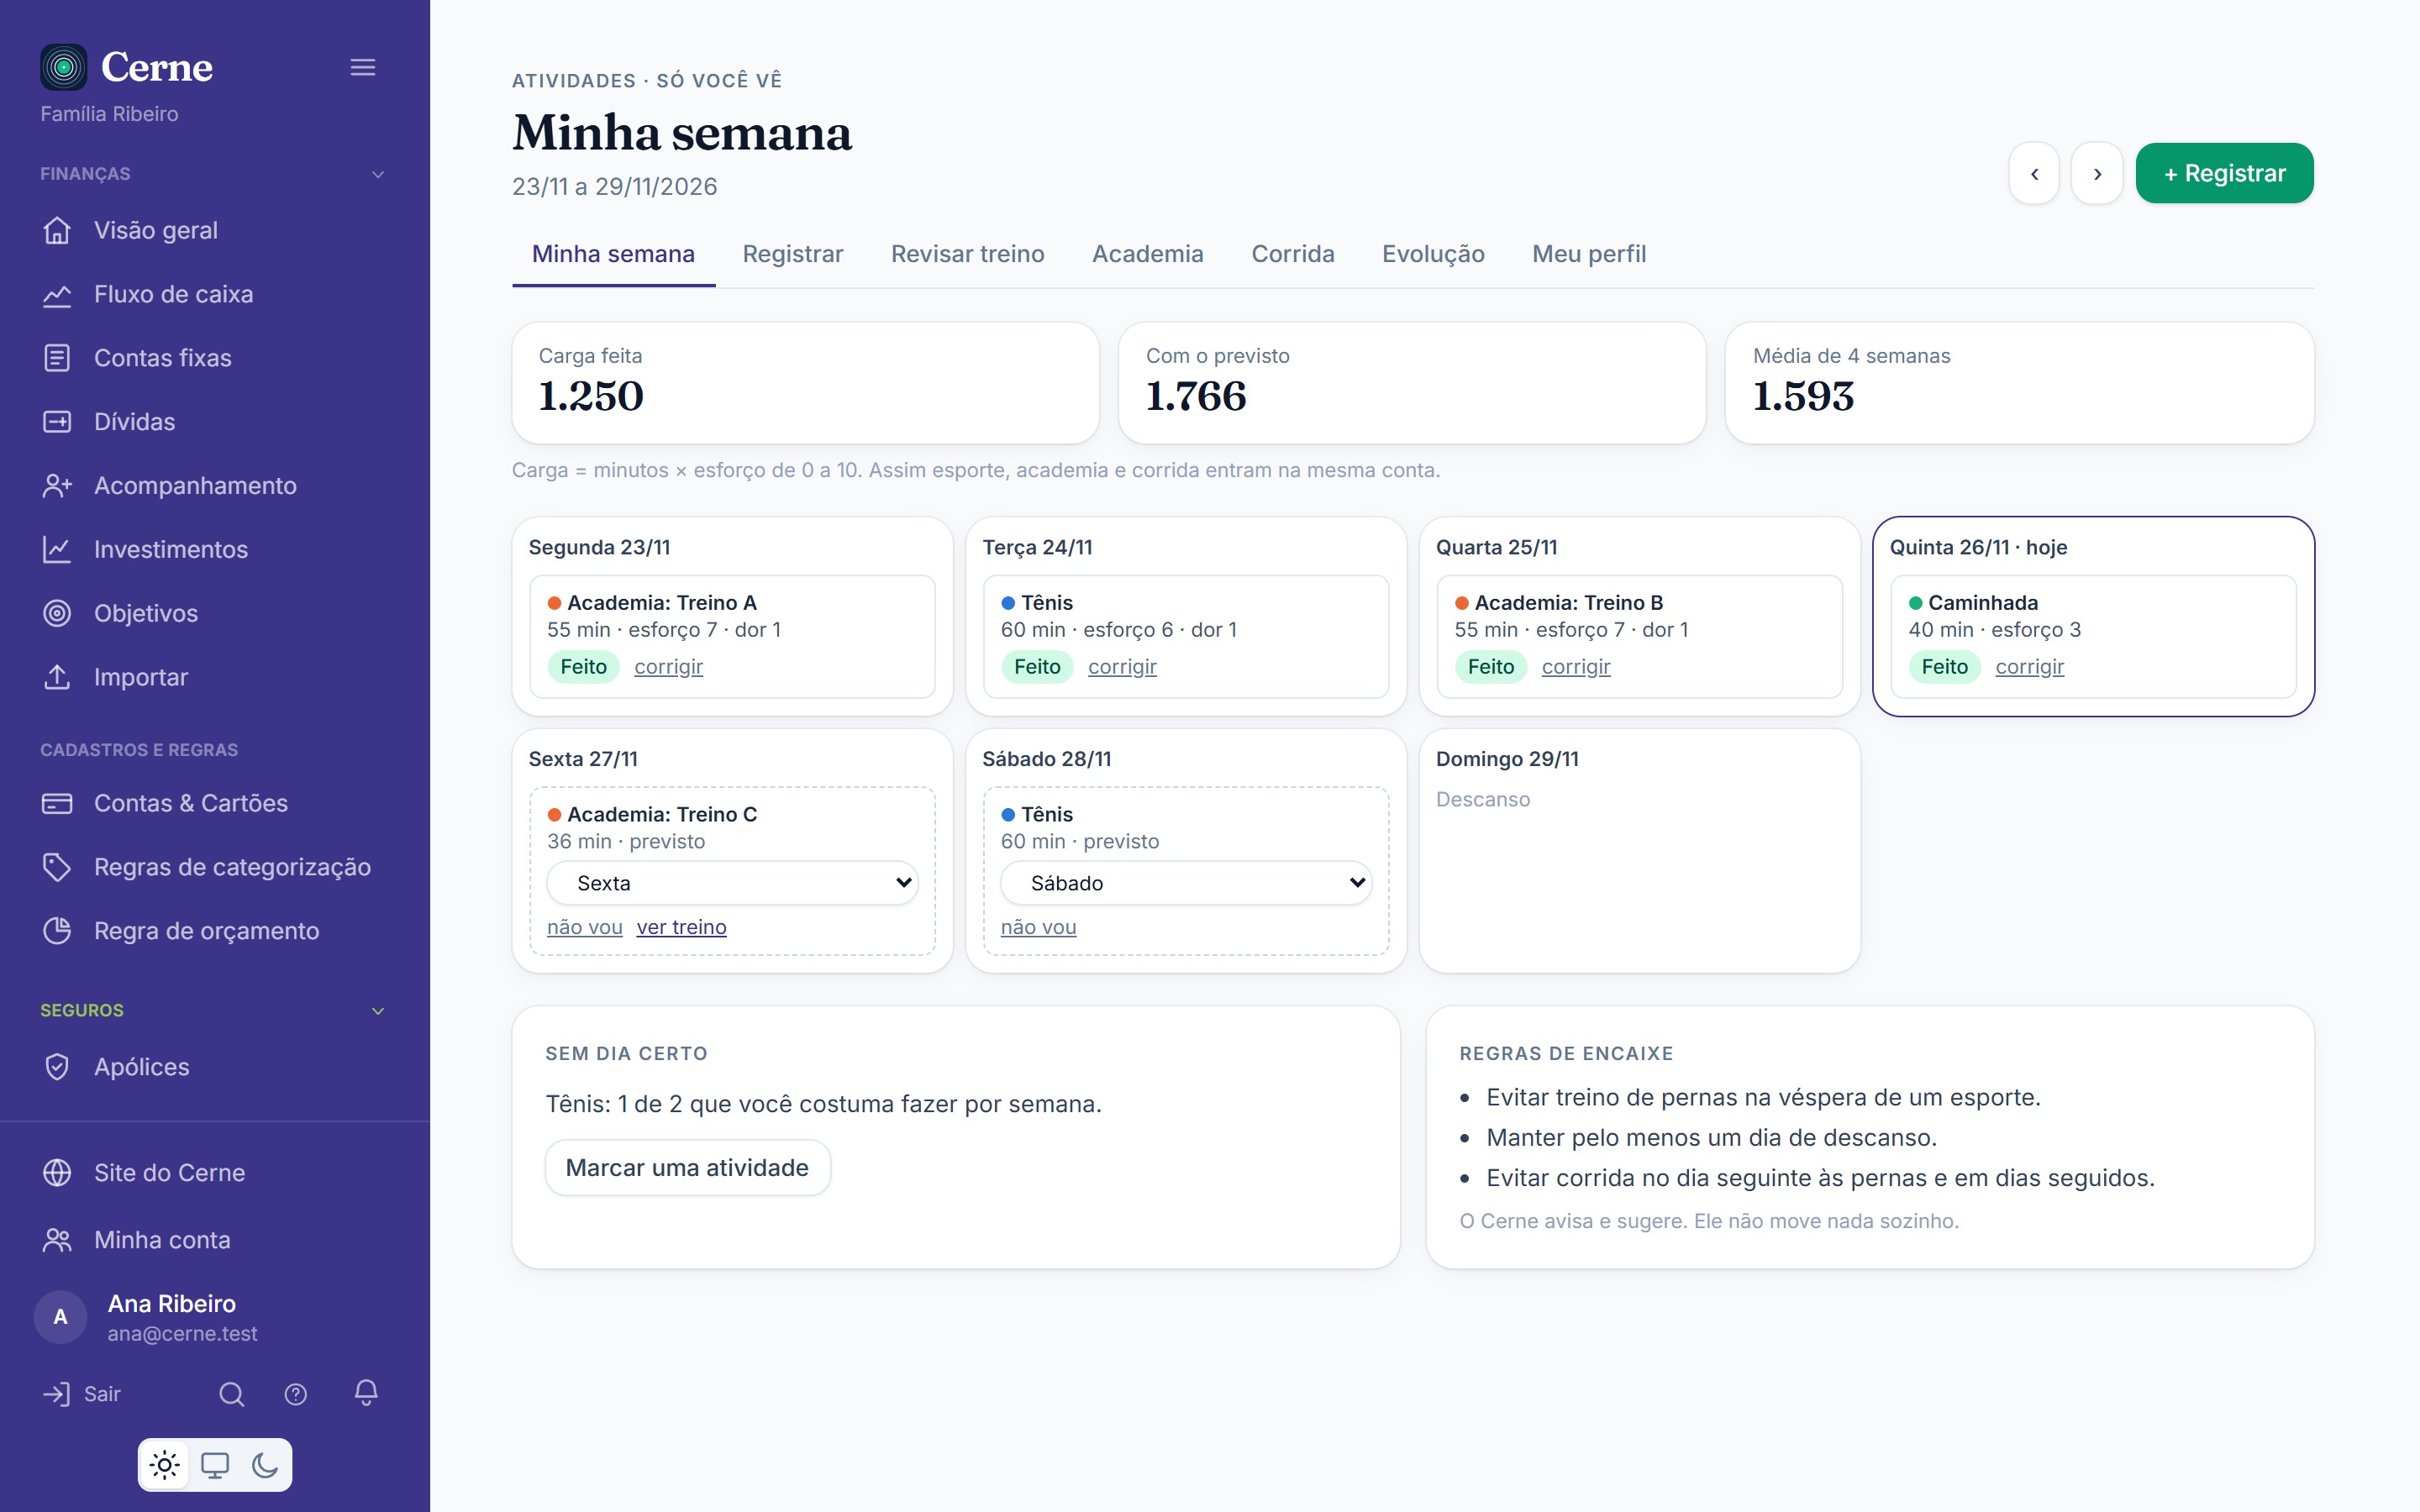 Cerne
Família Ribeiro
FINANÇAS
Visão geral
Fluxo de caixa
Contas fixas
Dívidas
Acompanhamento
Investimentos
Objetivos
Importar
CADASTROS E REGRAS
Contas & Cartões
Regras de categorização
Regra de orçamento
SEGUROS
Apólices
Site do Cerne
Minha conta
A
Ana Ribeiro
ana@cerne.test
Sair
ATIVIDADES · SÓ VOCÊ VÊ
Minha semana
23/11 a 29/11/2026
‹ › + Registrar
Minha semana Registrar Revisar treino Academia Corrida Evolução Meu perfil
Carga feita
1.250
Com o previsto
1.766
Média de 4 semanas
1.593
Carga = minutos × esforço de 0 a 10. Assim esporte, academia e corrida entram na mesma conta.
Segunda 23/11
Academia: Treino A
55 min · esforço 7 · dor 1
Feito corrigir
Terça 24/11
Tênis
60 min · esforço 6 · dor 1
Feito corrigir
Quarta 25/11
Academia: Treino B
55 min · esforço 7 · dor 1
Feito corrigir
Quinta 26/11 · hoje
Caminhada
40 min · esforço 3
Feito corrigir
Sexta 27/11
Academia: Treino C
36 min · previsto
Sexta
não vou ver treino
Sábado 28/11
Tênis
60 min · previsto
Sábado
não vou
Domingo 29/11
Descanso
SEM DIA CERTO
Tênis: 1 de 2 que você costuma fazer por semana.
Marcar uma atividade
REGRAS DE ENCAIXE
• Evitar treino de pernas na véspera de um esporte.
• Manter pelo menos um dia de descanso.
• Evitar corrida no dia seguinte às pernas e em dias seguidos.
O Cerne avisa e sugere. Ele não move nada sozinho.